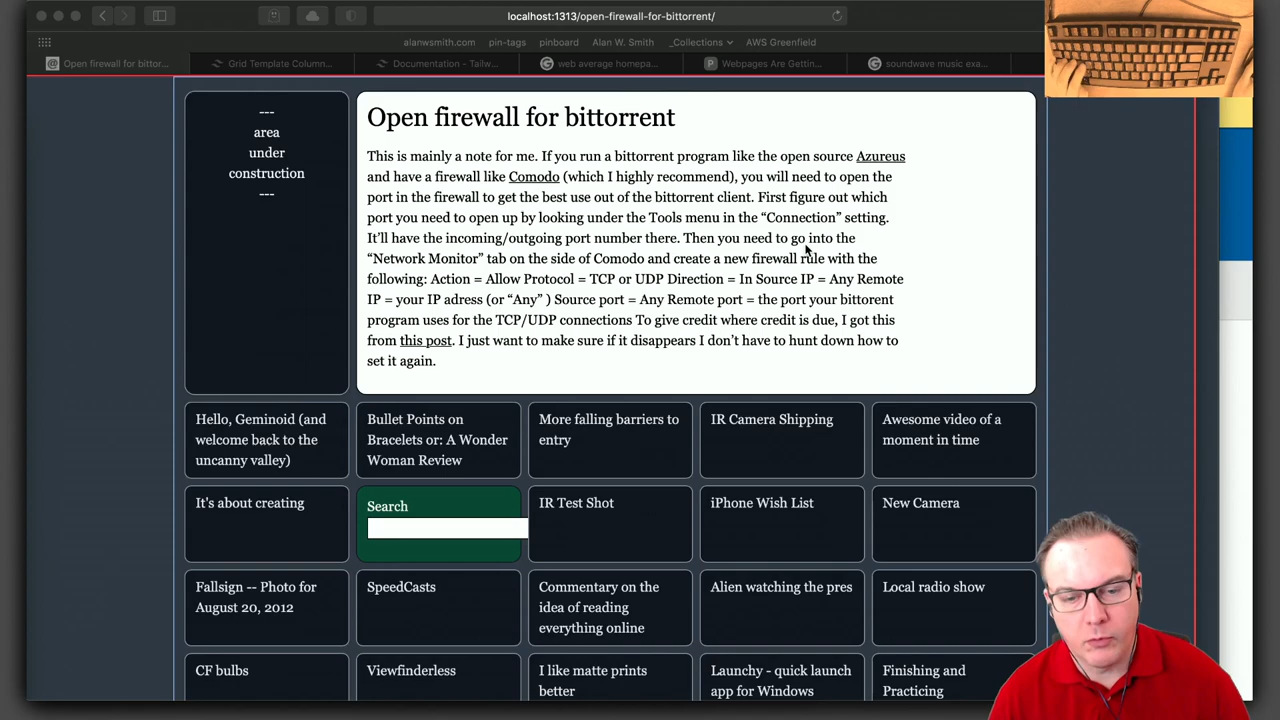 localhost:1313/open-firewall-for-bittorrent/
alanwsmith.com pin-tags pinboard Alan W. Smith _Collections AWS Greenfield
Open firewall for bittor... Grid Template Column... Documentation - Tailw... web average homepa... Webpages Are Gettin... soundwave music exa...
---
area
under
construction
---
Open firewall for bittorrent
This is mainly a note for me. If you run a bittorrent program like the open source Azureus
and have a firewall like Comodo (which I highly recommend), you will need to open the
port in the firewall to get the best use out of the bittorrent client. First figure out which
port you need to open up by looking under the Tools menu in the “Connection” setting.
It’ll have the incoming/outgoing port number there. Then you need to go into the
“Network Monitor” tab on the side of Comodo and create a new firewall rule with the
following: Action = Allow Protocol = TCP or UDP Direction = In Source IP = Any Remote
IP = your IP adress (or “Any” ) Source port = Any Remote port = the port your bittorent
program uses for the TCP/UDP connections To give credit where credit is due, I got this
from this post. I just want to make sure if it disappears I don’t have to hunt down how to
set it again.
Hello, Geminoid (and
welcome back to the
uncanny valley)
Bullet Points on
Bracelets or: A Wonder
Woman Review
More falling barriers to
entry
IR Camera Shipping
Awesome video of a
moment in time
It’s about creating
Search
IR Test Shot
iPhone Wish List
New Camera
Fallsign -- Photo for
August 20, 2012
SpeedCasts
Commentary on the
idea of reading
everything online
Alien watching the pres
Local radio show
CF bulbs
Viewfinderless
I like matte prints
better
Launchy - quick launch
app for Windows
Finishing and
Practicing